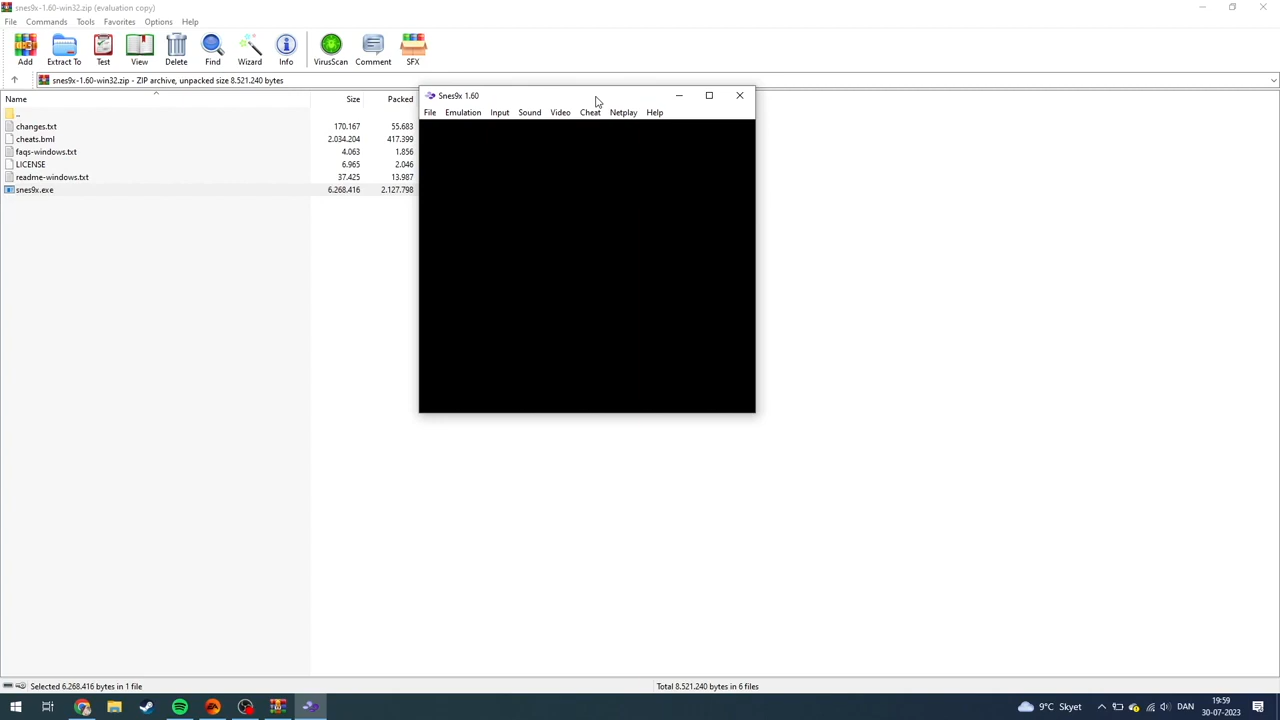 snes9x-1.60-win32.zip (evaluation copy)
File Commands Tools Favorites Options Help
Add Extract To Test View Delete Find Wizard Info VirusScan Comment SFX
snes9x-1.60-win32.zip - ZIP archive, unpacked size 8.521.240 bytes
Name Size Packed
..
changes.txt 170.167 55.683
cheats.bml 2.034.204 417.399
faqs-windows.txt 4.063 1.856
LICENSE 6.965 2.046
readme-windows.txt 37.425 13.987
snes9x.exe 6.268.416 2.127.798
Snes9x 1.60
File Emulation Input Sound Video Cheat Netplay Help
Selected 6.268.416 bytes in 1 file
Total 8.521.240 bytes in 6 files
9°C Skyet
DAN
19:59
30-07-2023